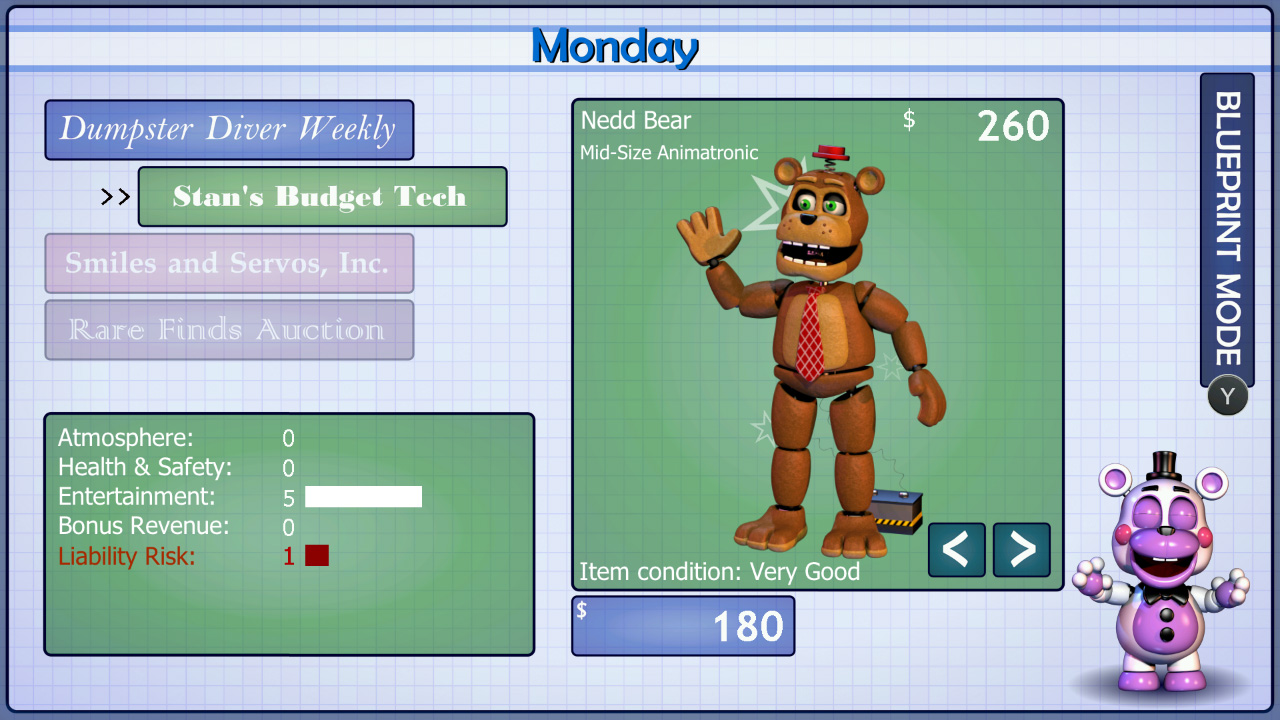 Monday
Dumpster Diver Weekly
>> Stan's Budget Tech
Smiles and Servos, Inc.
Rare Finds Auction
Atmosphere: 0
Health & Safety: 0
Entertainment: 5
Bonus Revenue: 0
Liability Risk: 1
Nedd Bear $ 260
Mid-Size Animatronic
Item condition: Very Good
< >
$ 180
BLUEPRINT MODE
Y